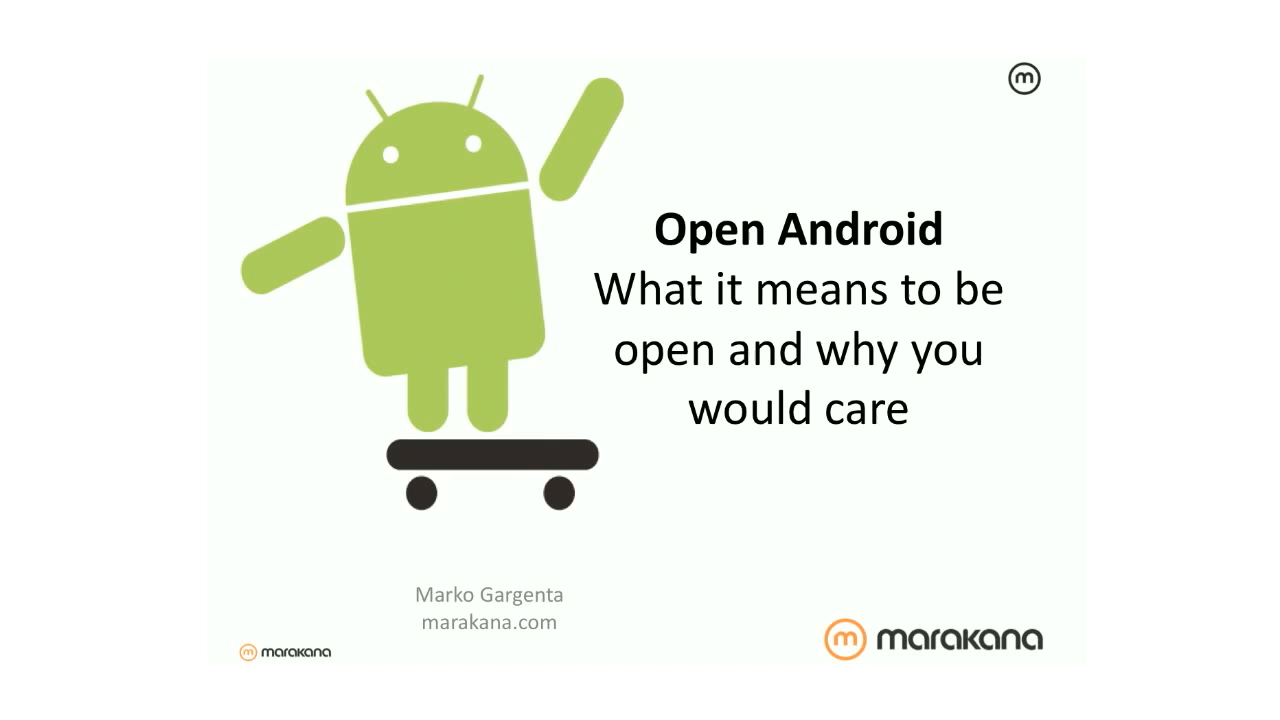 m
Open Android
What it means to be
open and why you
would care
Marko Gargenta
marakana.com
m marakana
m marakana